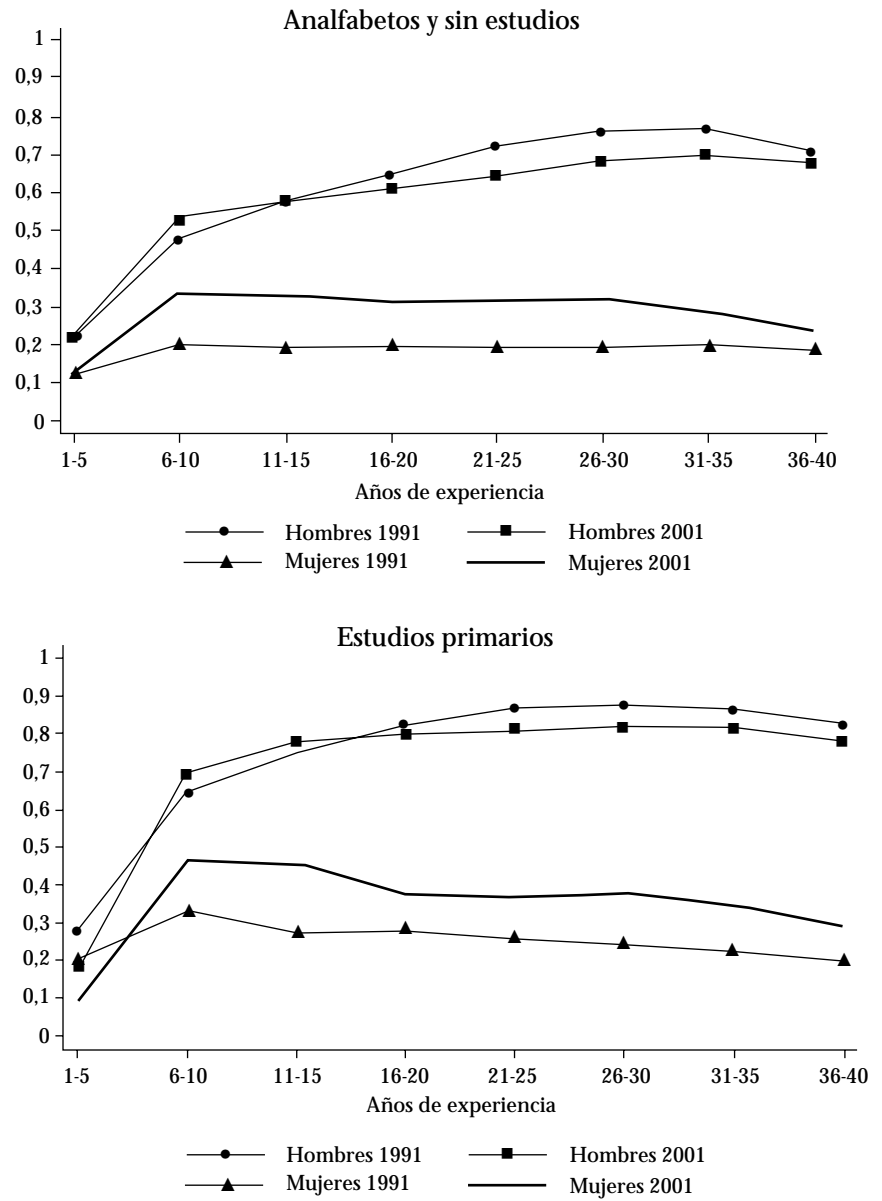 Analfabetos y sin estudios
1
0,9
0,8
0,7
0,6
0,5
0,4
0,3
0,2
0,1
0
1-5 6-10 11-15 16-20 21-25 26-30 31-35 36-40
Años de experiencia
Hombres 1991 Hombres 2001
Mujeres 1991 Mujeres 2001
Estudios primarios
1
0,9
0,8
0,7
0,6
0,5
0,4
0,3
0,2
0,1
0
1-5 6-10 11-15 16-20 21-25 26-30 31-35 36-40
Años de experiencia
Hombres 1991 Hombres 2001
Mujeres 1991 Mujeres 2001